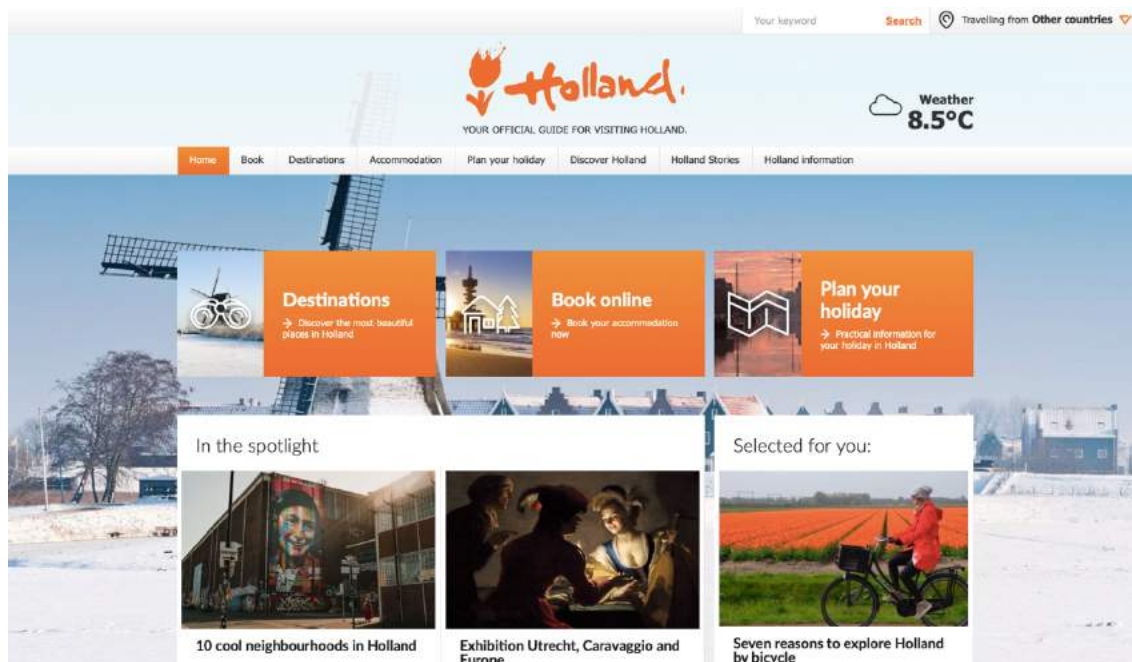 Your keyword
Search
Travelling from Other countries
Holland.
YOUR OFFICIAL GUIDE FOR VISITING HOLLAND.
Weather
8.5°C
Home
Book
Destinations
Accommodation
Plan your holiday
Discover Holland
Holland Stories
Holland information
Destinations
→ Discover the most beautiful
places in Holland
Book online
→ Book your accommodation
now
Plan your
holiday
→ Practical information for
your holiday in Holland
In the spotlight
Selected for you:
10 cool neighbourhoods in Holland
Exhibition Utrecht, Caravaggio and
Europe
Seven reasons to explore Holland
by bicycle